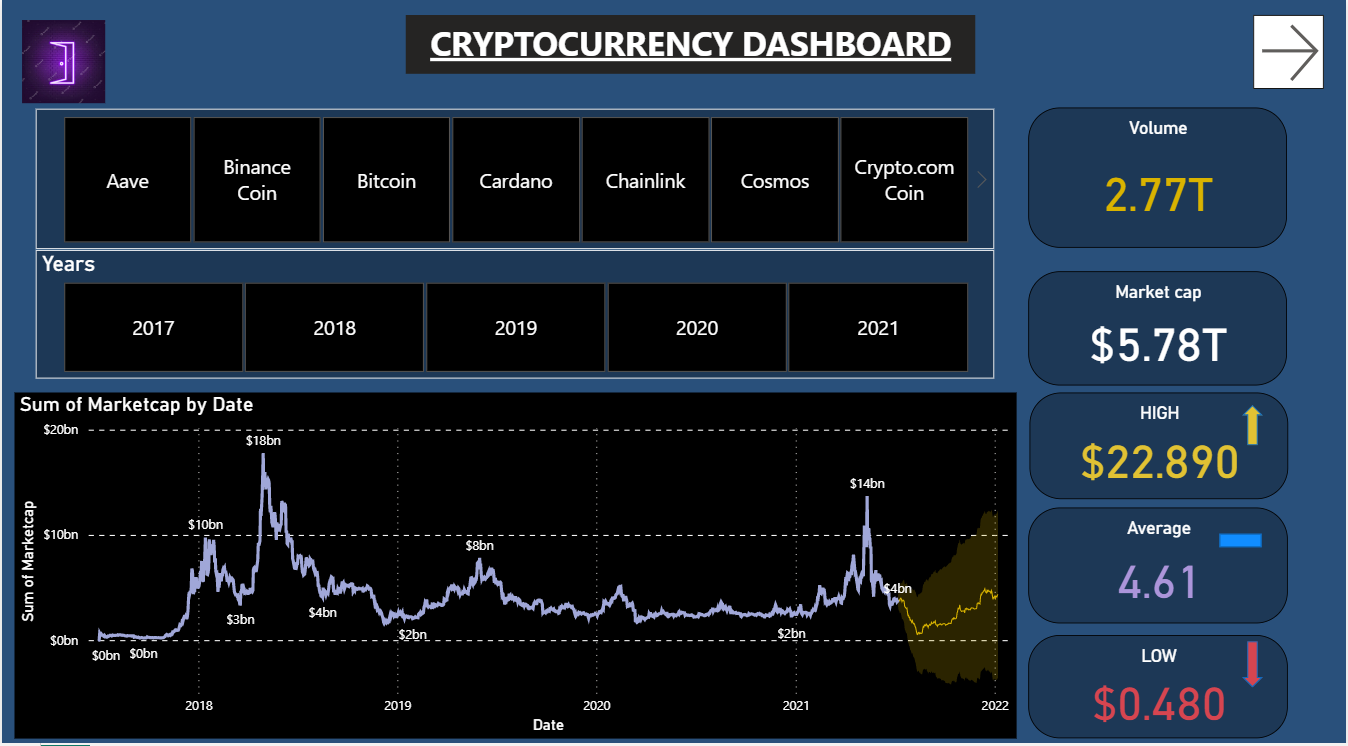 CRYPTOCURRENCY DASHBOARD
Aave
Binance
Coin
Bitcoin
Cardano
Chainlink
Cosmos
Crypto.com
Coin
Years
2017
2018
2019
2020
2021
Volume
2.77T
Market cap
$5.78T
HIGH
$22.890
Average
4.61
LOW
$0.480
Sum of Marketcap by Date
Sum of Marketcap
$20bn
$10bn
$0bn
$0bn
$0bn
$10bn
$3bn
$18bn
$4bn
$2bn
$8bn
$2bn
$14bn
$4bn
2018
2019
2020
2021
2022
Date